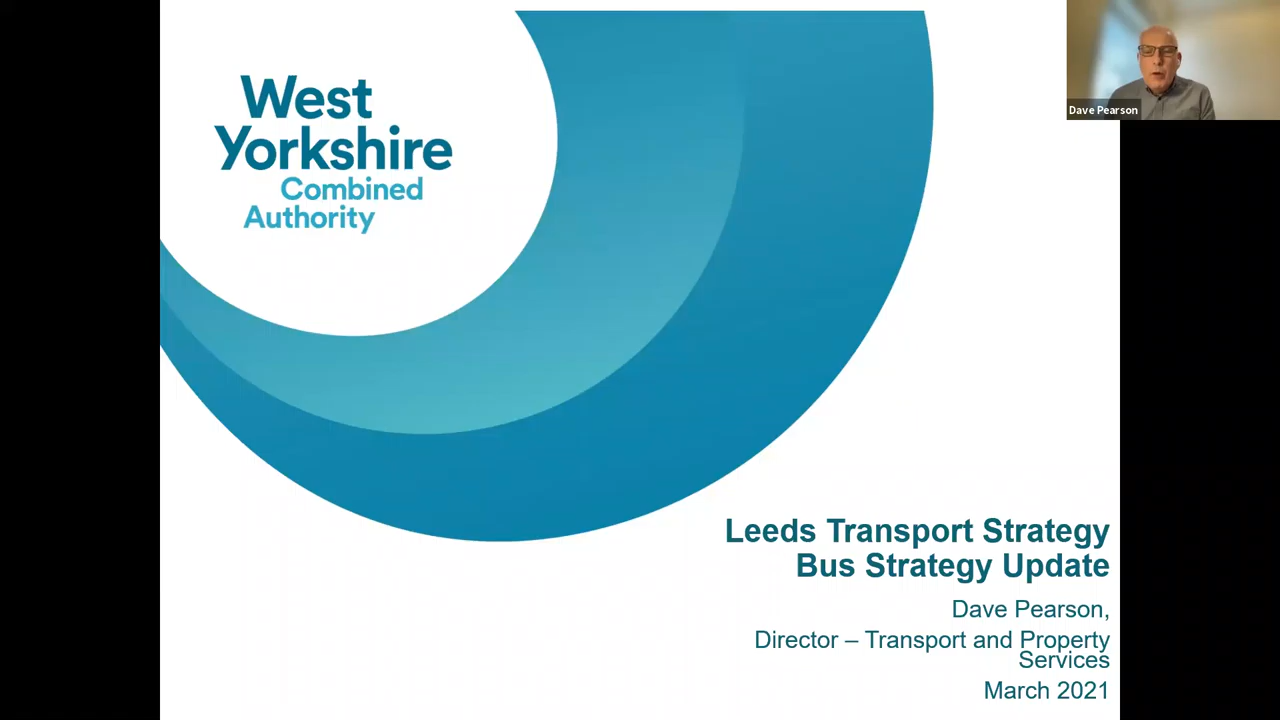 West
Yorkshire
Combined
Authority
Dave Pearson
Leeds Transport Strategy
Bus Strategy Update
Dave Pearson,
Director – Transport and Property
Services
March 2021